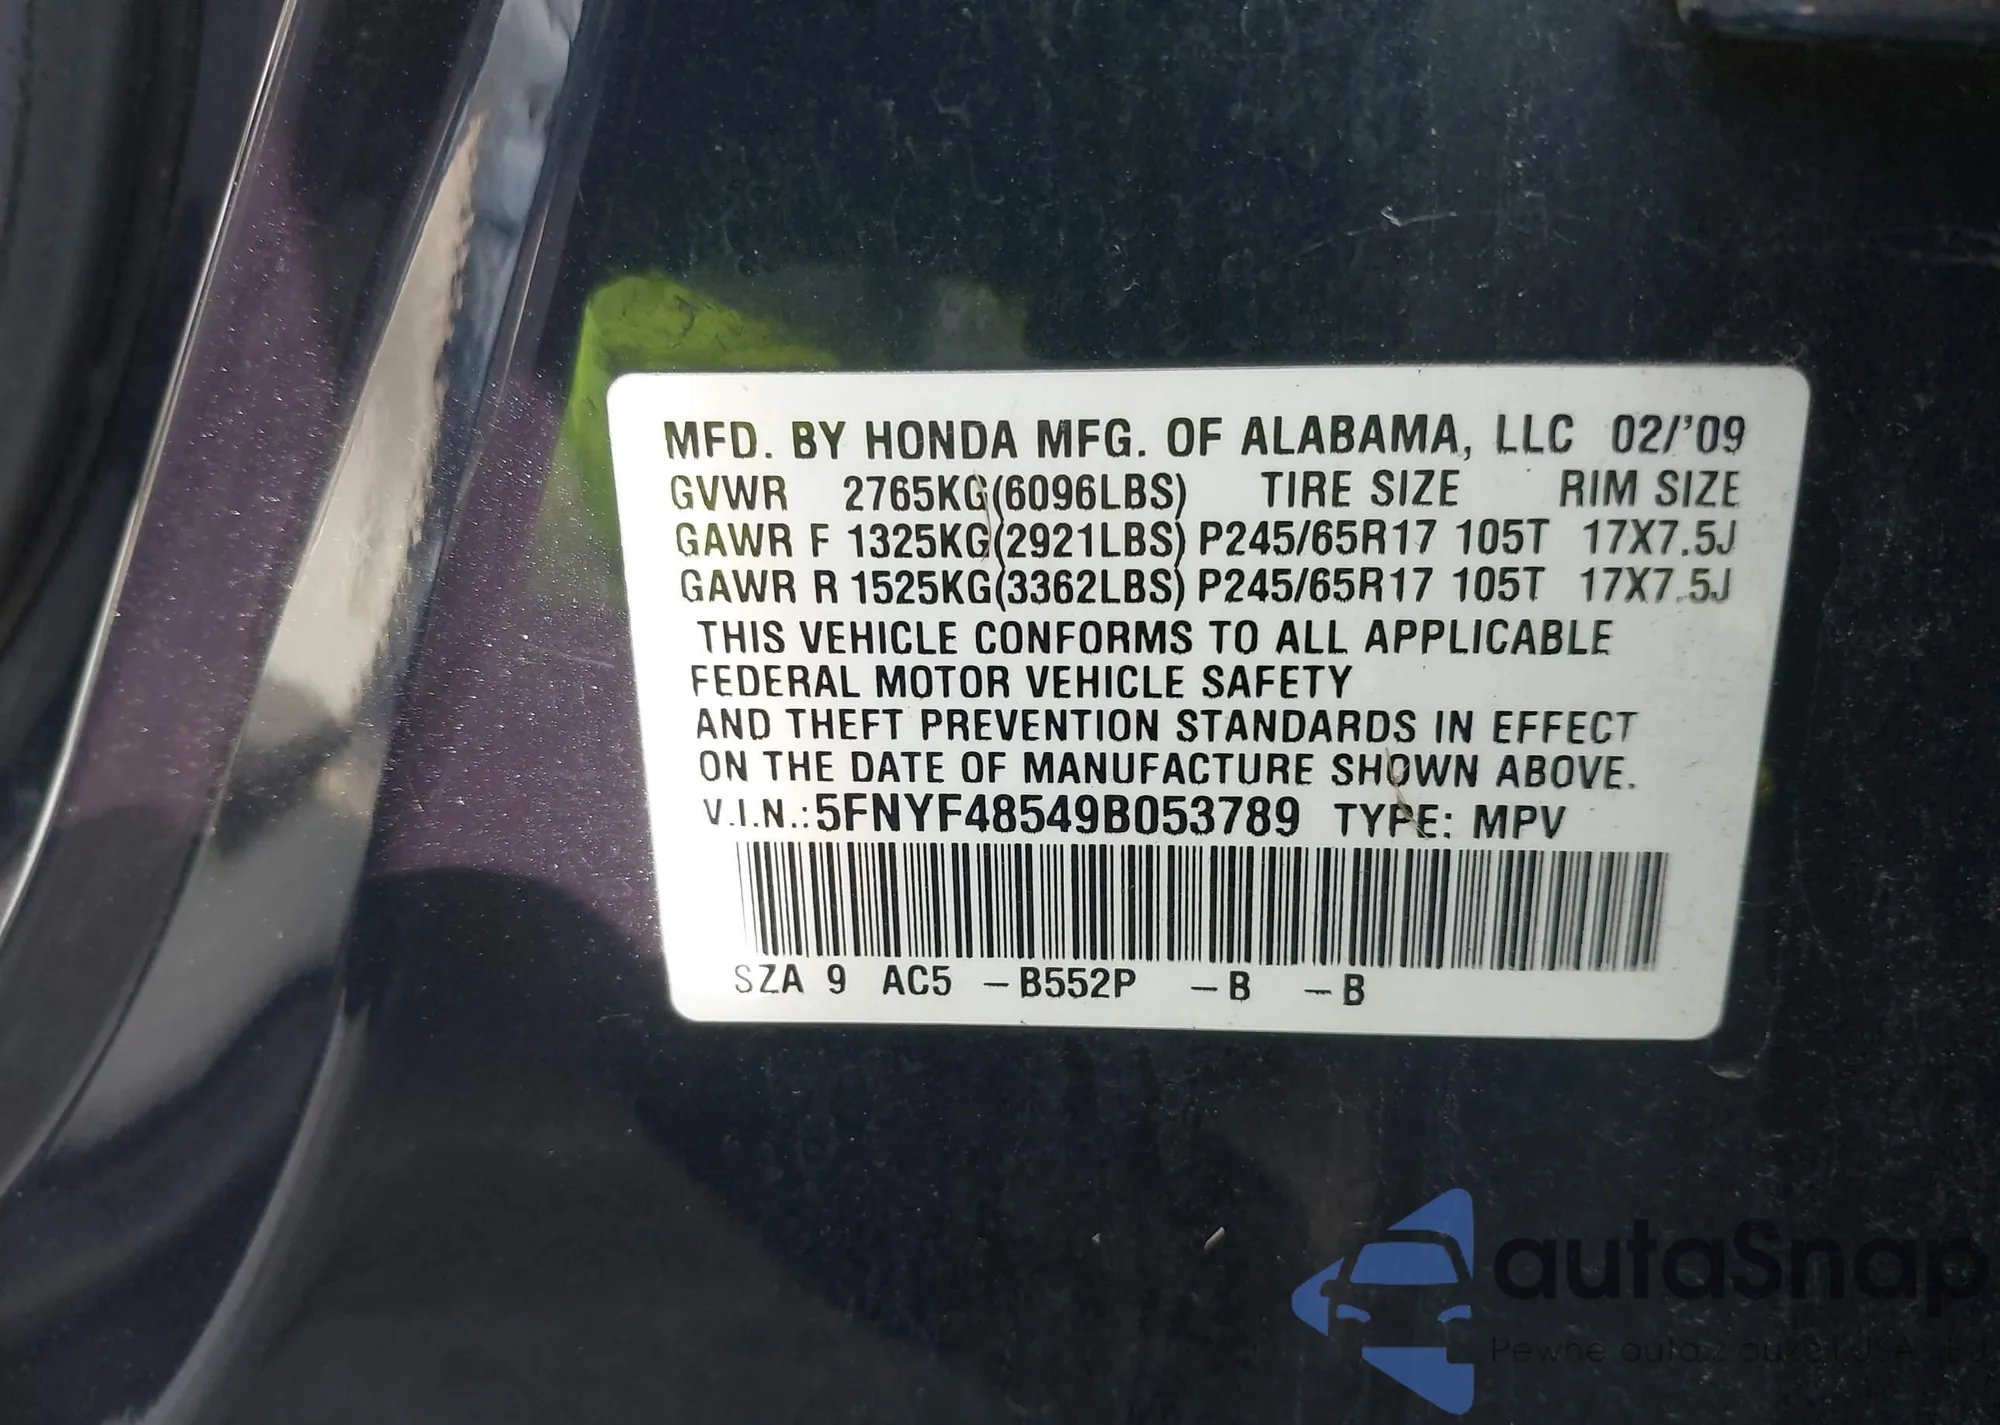 MFD. BY HONDA MFG. OF ALABAMA, LLC 02/'09
GVWR 2765KG(6096LBS) TIRE SIZE RIM SIZE
GAWR F 1325KG(2921LBS) P245/65R17 105T 17X7.5J
GAWR R 1525KG(3362LBS) P245/65R17 105T 17X7.5J
THIS VEHICLE CONFORMS TO ALL APPLICABLE
FEDERAL MOTOR VEHICLE SAFETY
AND THEFT PREVENTION STANDARDS IN EFFECT
ON THE DATE OF MANUFACTURE SHOWN ABOVE.
V.I.N.: 5FNYF48549B053789 TYPE: MPV
SZA 9 AC5 -B552P -B -B
autaSnap
Pewne auta z